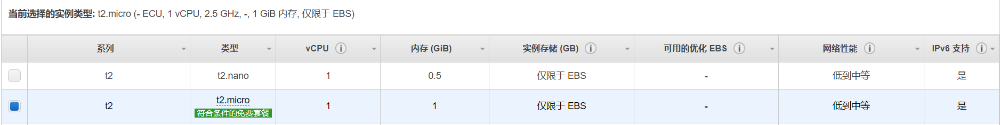 当前选择的实例类型: t2.micro (- ECU, 1 vCPU, 2.5 GHz, -, 1 GiB 内存, 仅限于 EBS)
系列 类型 vCPU 内存 (GiB) 实例存储 (GB) 可用的优化 EBS 网络性能 IPv6 支持
t2 t2.nano 1 0.5 仅限于 EBS - 低到中等 是
t2 t2.micro 1 1 仅限于 EBS - 低到中等 是
符合条件的免费套餐